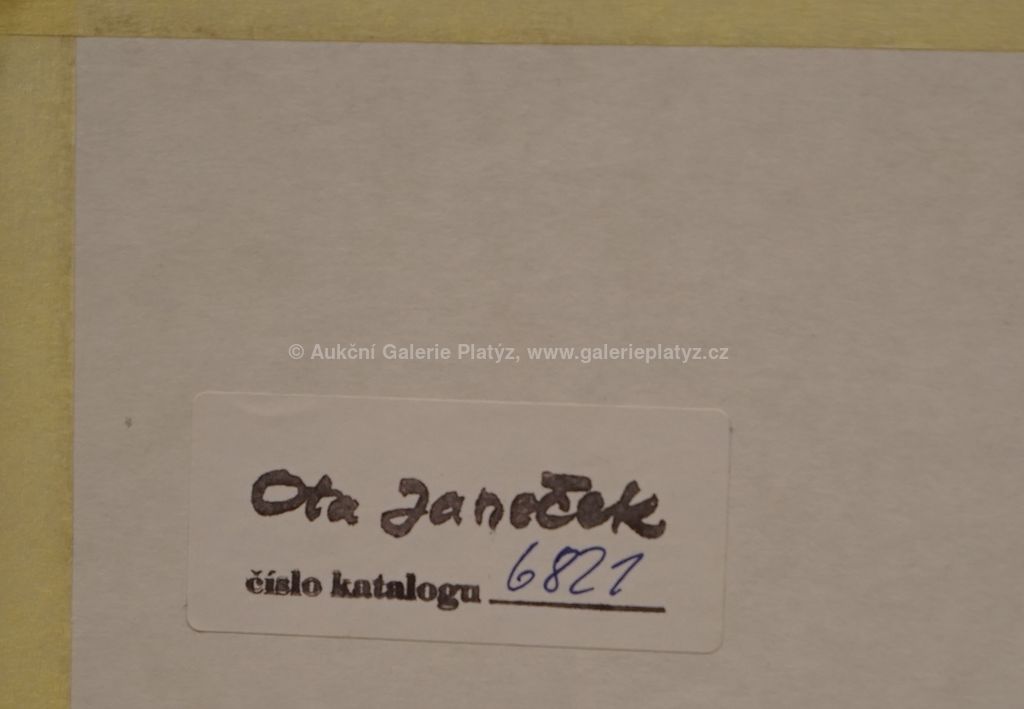 © Aukční Galerie Platýz, www.galerieplatyz.cz
Ota Janeček
číslo katalogu 6821